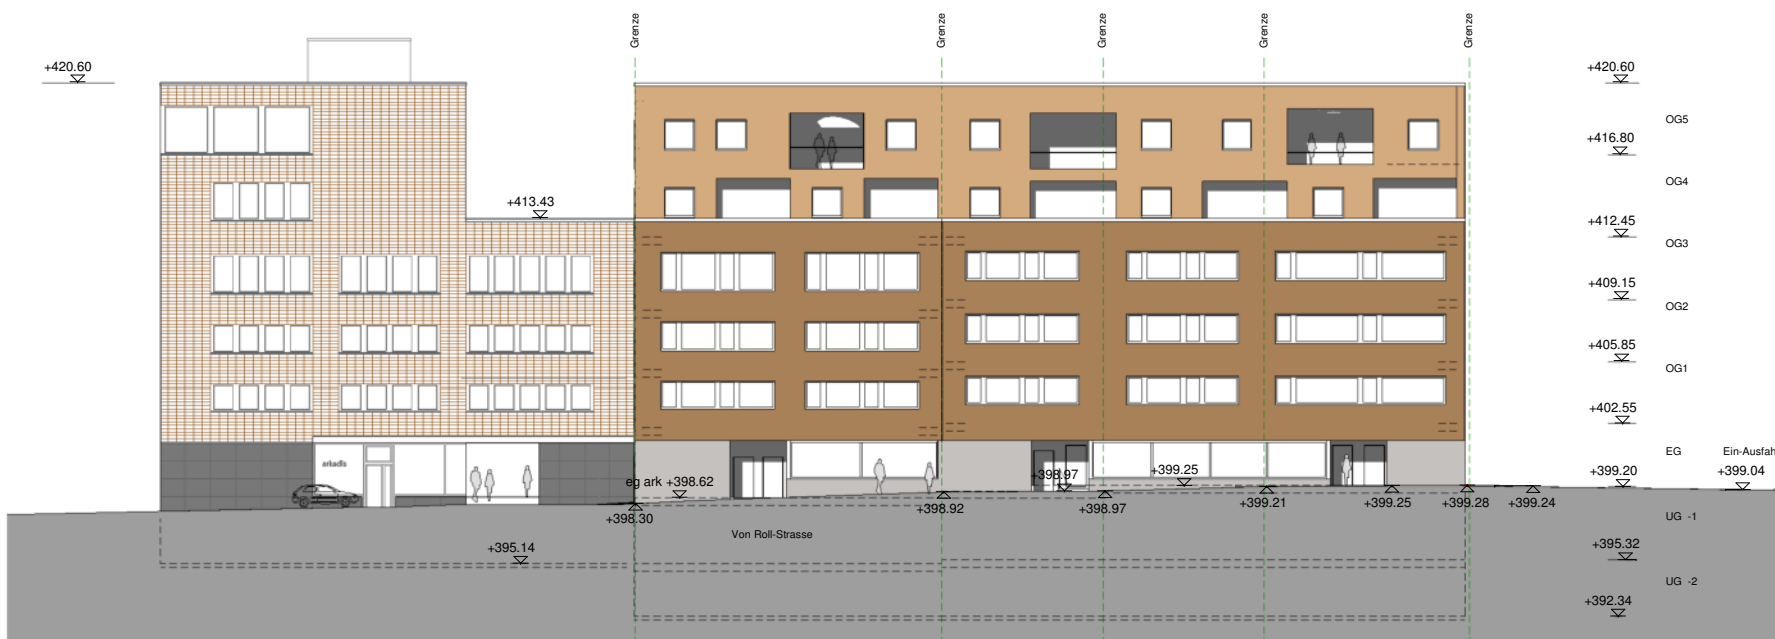 Grenze
Grenze
Grenze
Grenze
Grenze
+420.60
+420.60
OG5
+416.80
OG4
+413.43
+412.45
OG3
+409.15
OG2
+405.85
OG1
+402.55
EG
Ein-Ausfah
arkadis
eg ark +398.62
+398.97
+399.25
+399.20
+399.04
+398.30
+398.92
+398.97
+399.21
+399.25
+399.28
+399.24
UG -1
Von Roll-Strasse
+395.14
+395.32
UG -2
+392.34